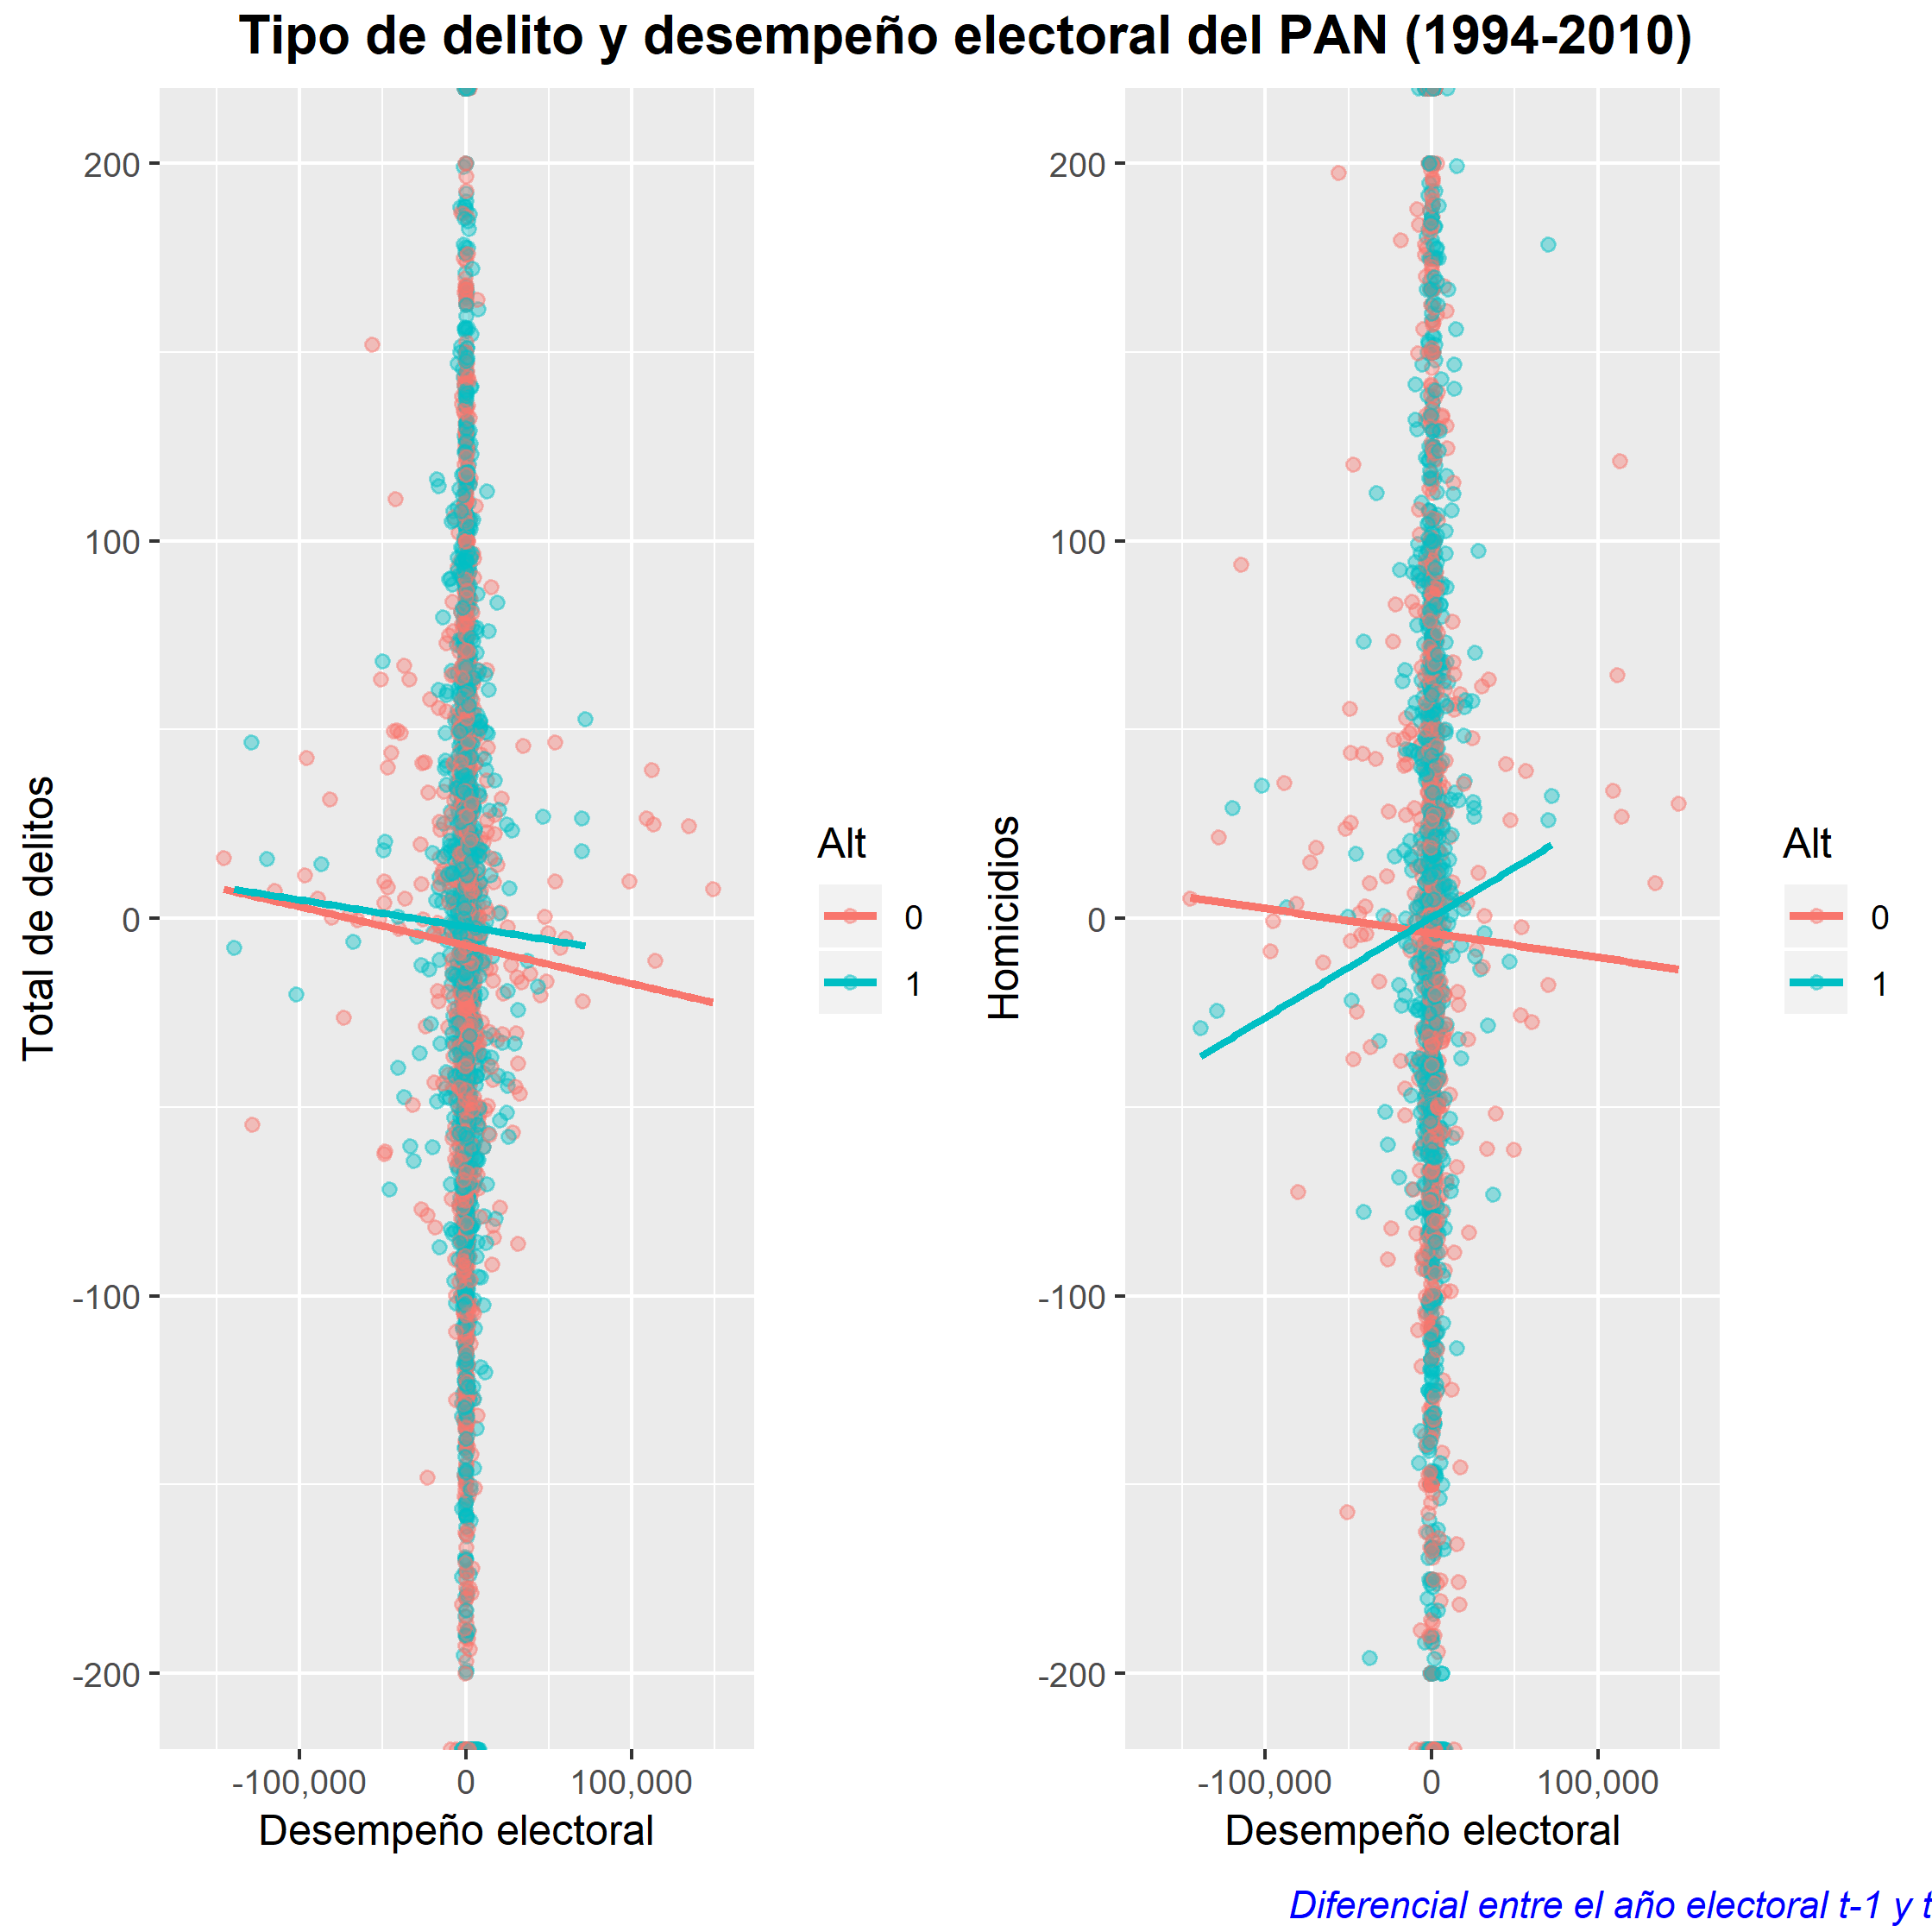 Tipo de delito y desempeño electoral del PAN (1994-2010)
Total de delitos
200
100
0
-100
-200
-100,000 0 100,000
Desempeño electoral
Alt
0
1
Homicidios
200
100
0
-100
-200
-100,000 0 100,000
Desempeño electoral
Alt
0
1
Diferencial entre el año electoral t-1 y t